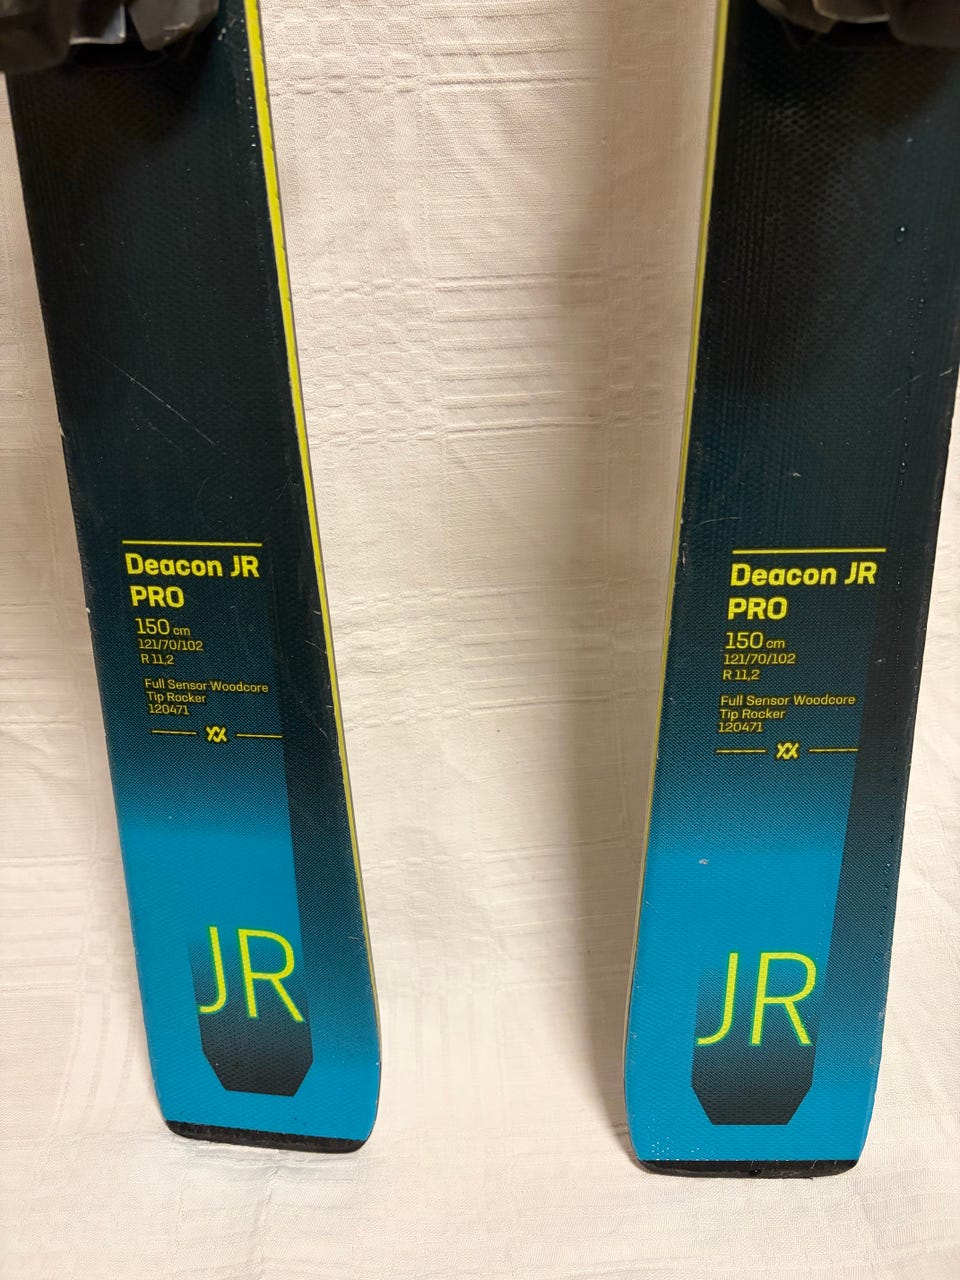 Deacon JR
PRO
150 cm
121/70/102
R 11,2
Full Sensor Woodcore
Tip Rocker
120471
JR
Deacon JR
PRO
150 cm
121/70/102
R 11,2
Full Sensor Woodcore
Tip Rocker
120471
JR